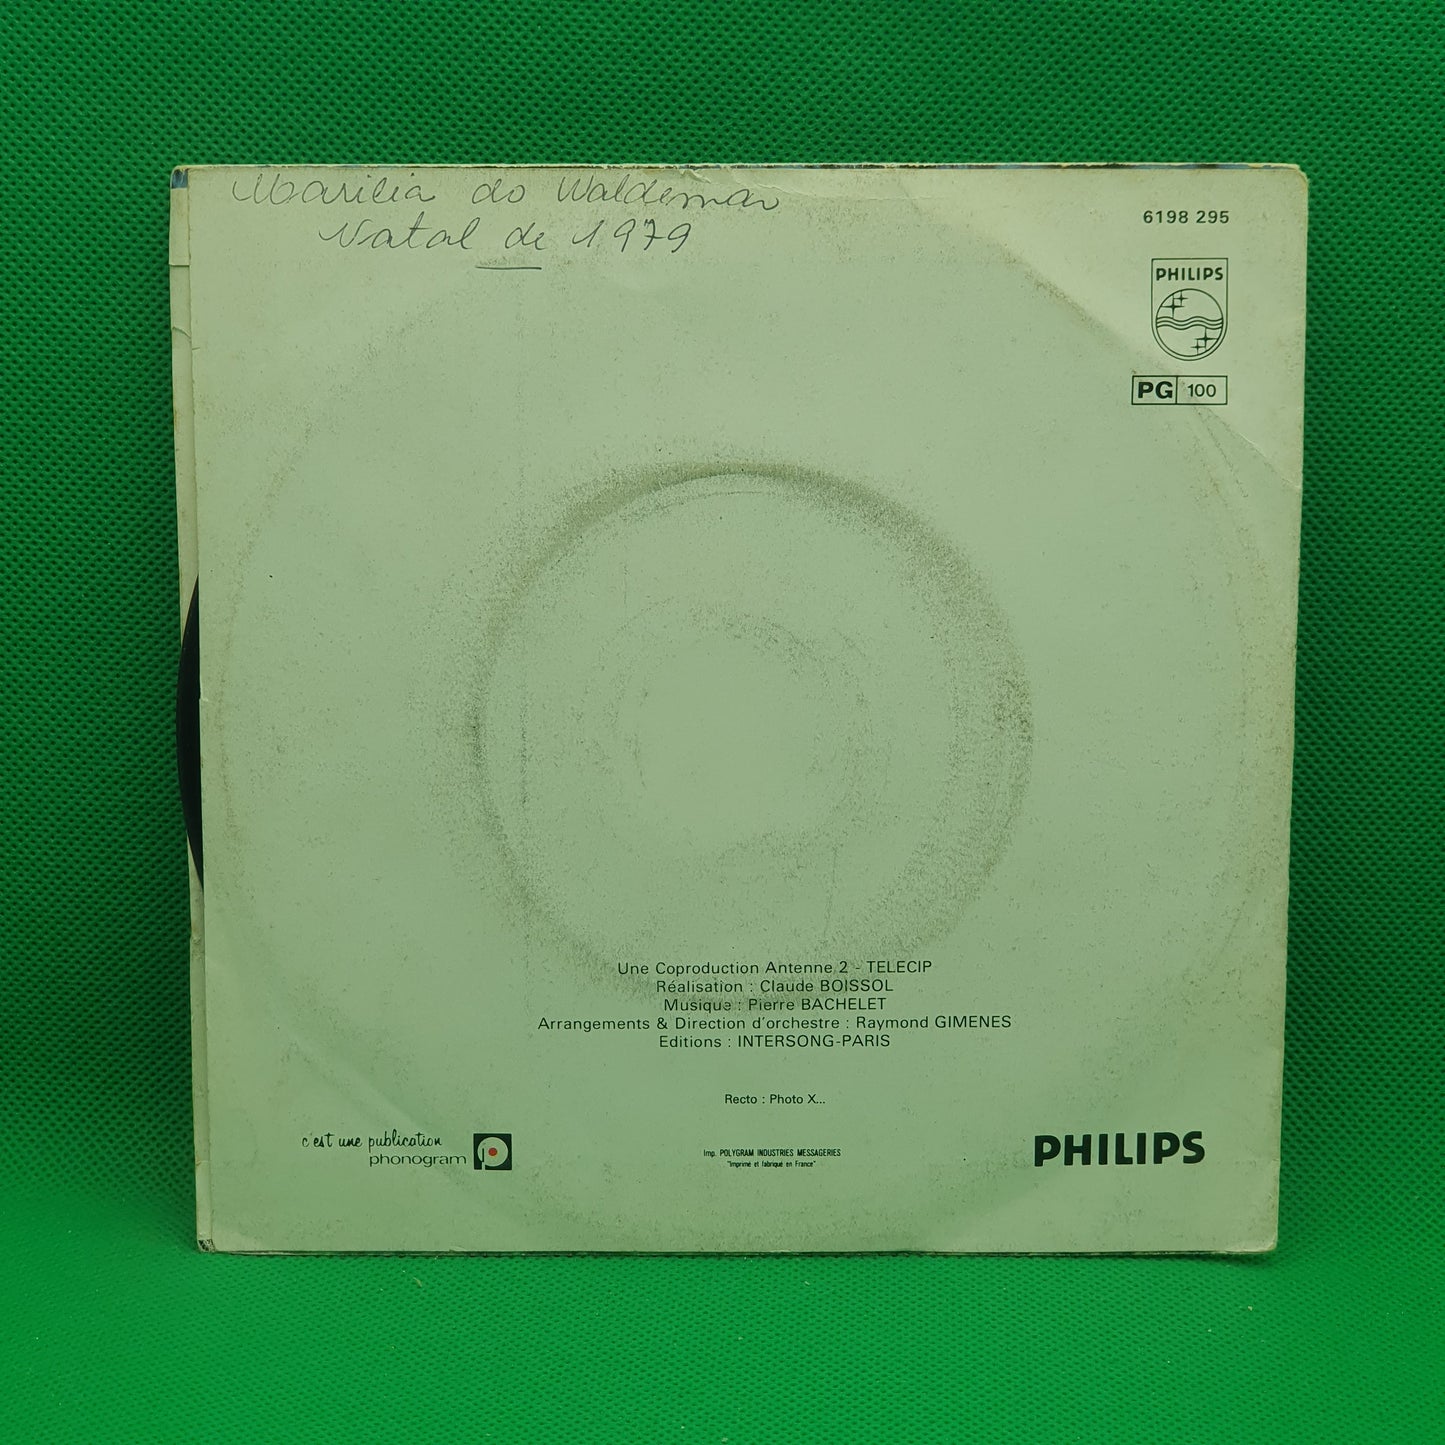 Marilia do Waldemar
Natal de 1979
6198 295
PHILIPS
PG 100
Une Coproduction Antenne 2 - TELECIP
Réalisation : Claude BOISSOL
Musique : Pierre BACHELET
Arrangements & Direction d'orchestre : Raymond GIMENES
Editions : INTERSONG-PARIS
Recto : Photo X...
c'est une publication
phonogram
Imp. POLYGRAM INDUSTRIES MESSAGERIES
"Imprimé et fabriqué en France"
PHILIPS